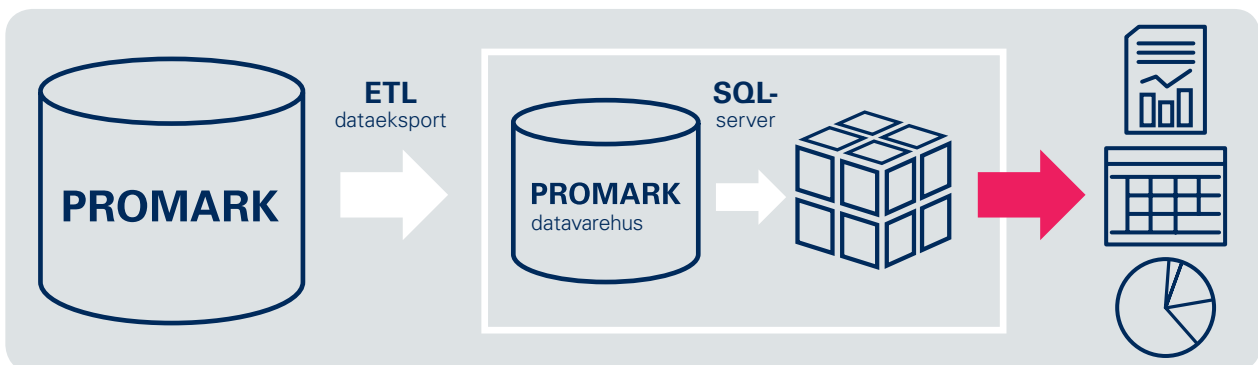 PROMARK
ETL
dataeksport
PROMARK
datavarehus
SQL-
server